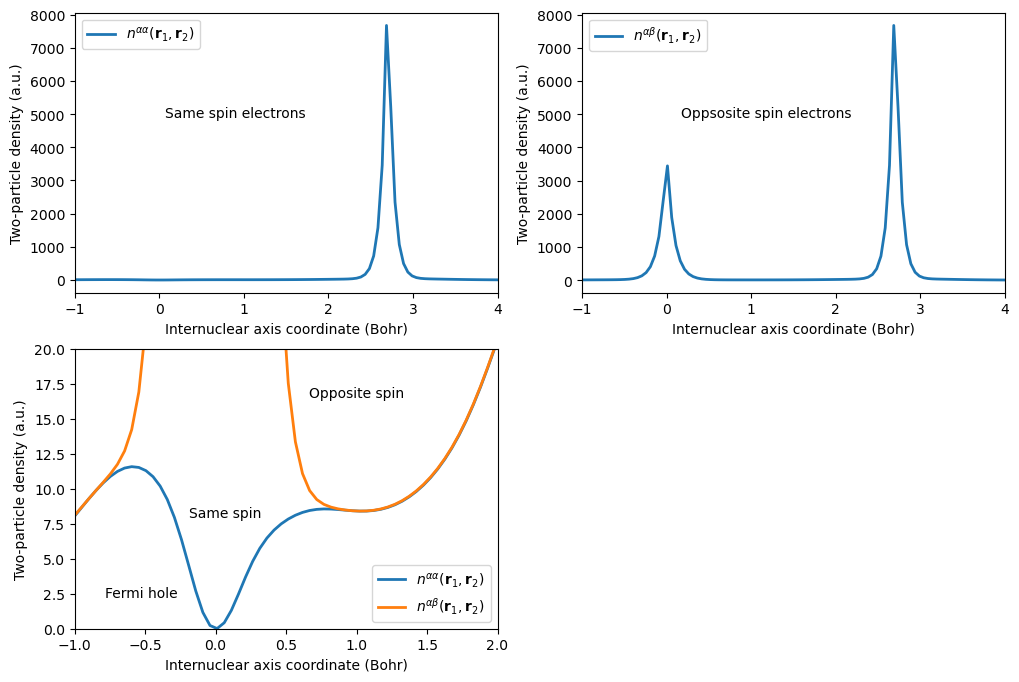 8000
7000
6000
5000
4000
3000
2000
1000
0
Two-particle density (a.u.)
n^{αα}(r₁, r₂)
Same spin electrons
−1 0 1 2 3 4
Internuclear axis coordinate (Bohr)
8000
7000
6000
5000
4000
3000
2000
1000
0
Two-particle density (a.u.)
n^{αβ}(r₁, r₂)
Oppsosite spin electrons
−1 0 1 2 3 4
Internuclear axis coordinate (Bohr)
20.0
17.5
15.0
12.5
10.0
7.5
5.0
2.5
0.0
Two-particle density (a.u.)
Opposite spin
Same spin
Fermi hole
n^{αα}(r₁, r₂)
n^{αβ}(r₁, r₂)
−1.0 −0.5 0.0 0.5 1.0 1.5 2.0
Internuclear axis coordinate (Bohr)